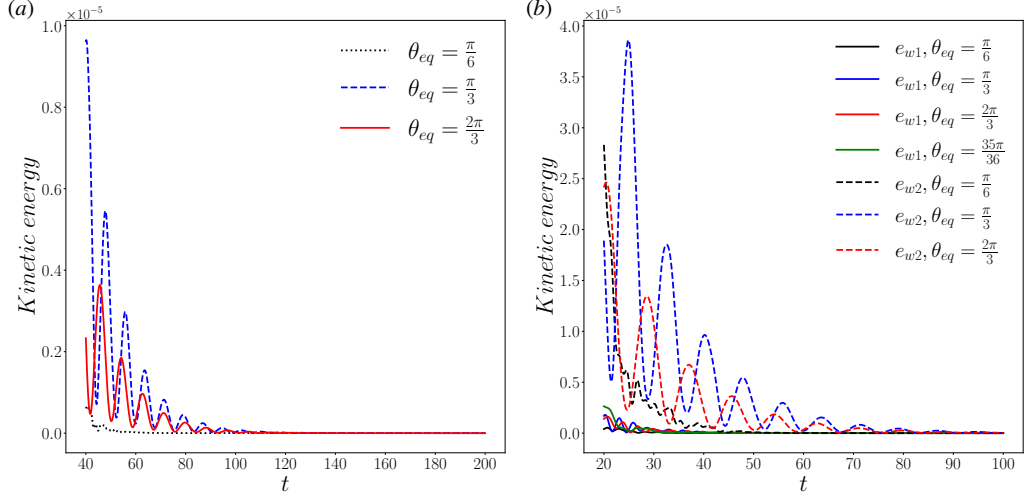 (a)
×10⁻⁵
1.0
0.8
0.6
0.4
0.2
0.0
Kinetic energy
40 60 80 100 120 140 160 180 200
t
θeq = π/6
θeq = π/3
θeq = 2π/3
(b)
×10⁻⁵
4.0
3.5
3.0
2.5
2.0
1.5
1.0
0.5
0.0
Kinetic energy
20 30 40 50 60 70 80 90 100
t
ew1, θeq = π/6
ew1, θeq = π/3
ew1, θeq = 2π/3
ew1, θeq = 35π/36
ew2, θeq = π/6
ew2, θeq = π/3
ew2, θeq = 2π/3